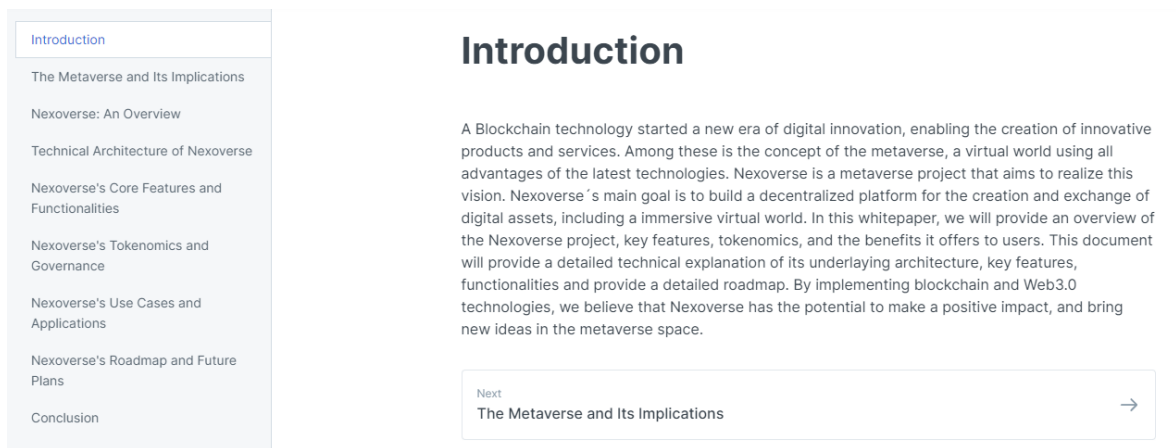 Introduction
The Metaverse and Its Implications
Nexoverse: An Overview
Technical Architecture of Nexoverse
Nexoverse's Core Features and
Functionalities
Nexoverse's Tokenomics and
Governance
Nexoverse's Use Cases and
Applications
Nexoverse's Roadmap and Future
Plans
Conclusion
Introduction
A Blockchain technology started a new era of digital innovation, enabling the creation of innovative
products and services. Among these is the concept of the metaverse, a virtual world using all
advantages of the latest technologies. Nexoverse is a metaverse project that aims to realize this
vision. Nexoverse´s main goal is to build a decentralized platform for the creation and exchange of
digital assets, including a immersive virtual world. In this whitepaper, we will provide an overview of
the Nexoverse project, key features, tokenomics, and the benefits it offers to users. This document
will provide a detailed technical explanation of its underlaying architecture, key features,
functionalities and provide a detailed roadmap. By implementing blockchain and Web3.0
technologies, we believe that Nexoverse has the potential to make a positive impact, and bring
new ideas in the metaverse space.
Next
The Metaverse and Its Implications